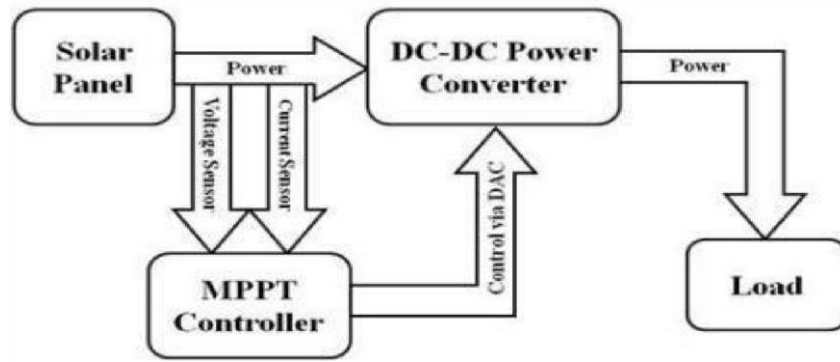 Solar
Panel
Power
DC-DC Power
Converter
Power
Voltage Sensor
Current Sensor
Control via DAC
MPPT
Controller
Load